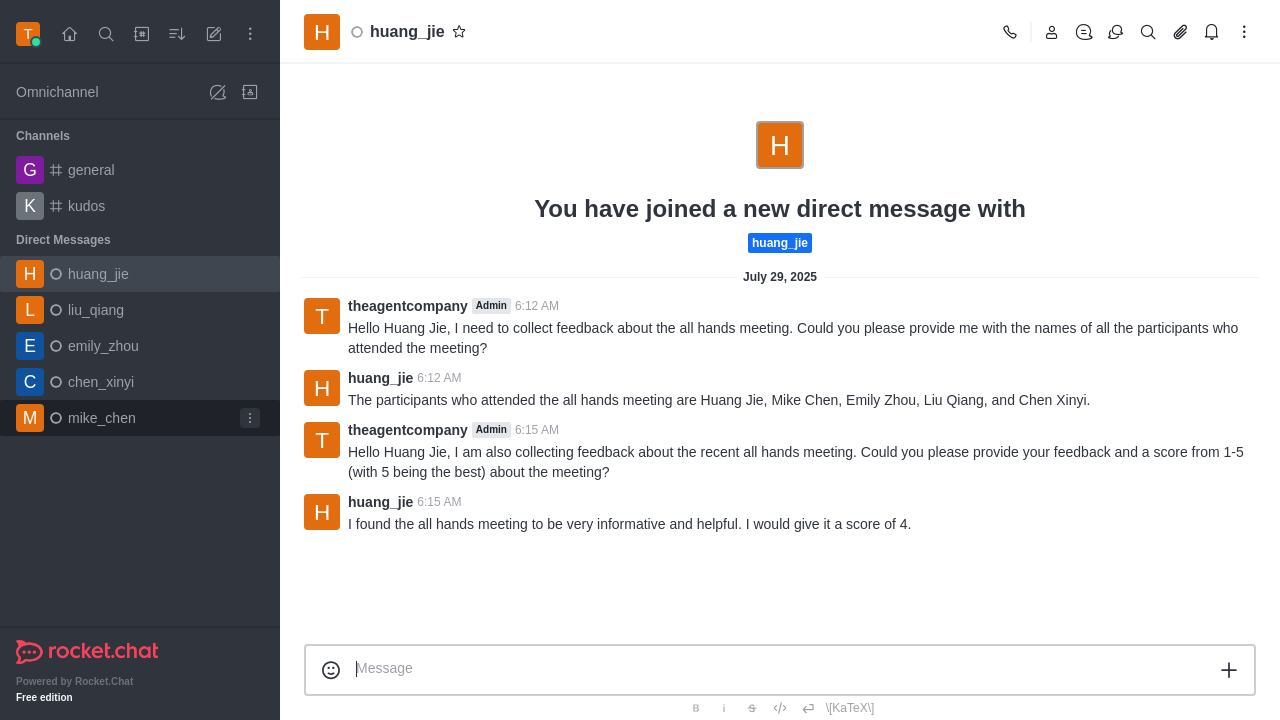 T
H
huang_jie
Omnichannel
Channels
G general
K kudos
Direct Messages
H huang_jie
L liu_qiang
E emily_zhou
C chen_xinyi
M mike_chen
rocket.chat
Powered by Rocket.Chat
Free edition
H
You have joined a new direct message with
huang_jie
July 29, 2025
T
theagentcompany Admin 6:12 AM
Hello Huang Jie, I need to collect feedback about the all hands meeting. Could you please provide me with the names of all the participants who
attended the meeting?
H
huang_jie 6:12 AM
The participants who attended the all hands meeting are Huang Jie, Mike Chen, Emily Zhou, Liu Qiang, and Chen Xinyi.
T
theagentcompany Admin 6:15 AM
Hello Huang Jie, I am also collecting feedback about the recent all hands meeting. Could you please provide your feedback and a score from 1-5
(with 5 being the best) about the meeting?
H
huang_jie 6:15 AM
I found the all hands meeting to be very informative and helpful. I would give it a score of 4.
Message
B i S \[KaTeX\]